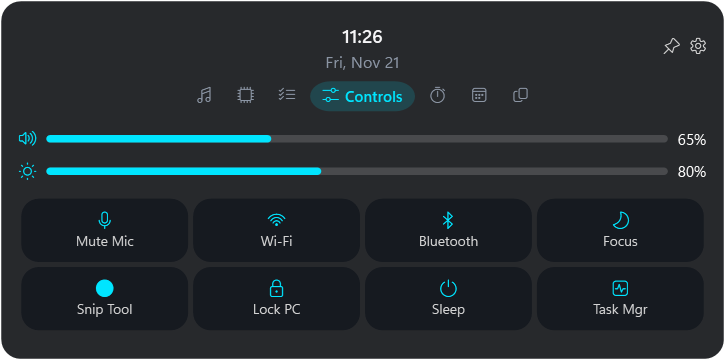 11:26
Fri, Nov 21
Controls
65%
80%
Mute Mic
Wi-Fi
Bluetooth
Focus
Snip Tool
Lock PC
Sleep
Task Mgr